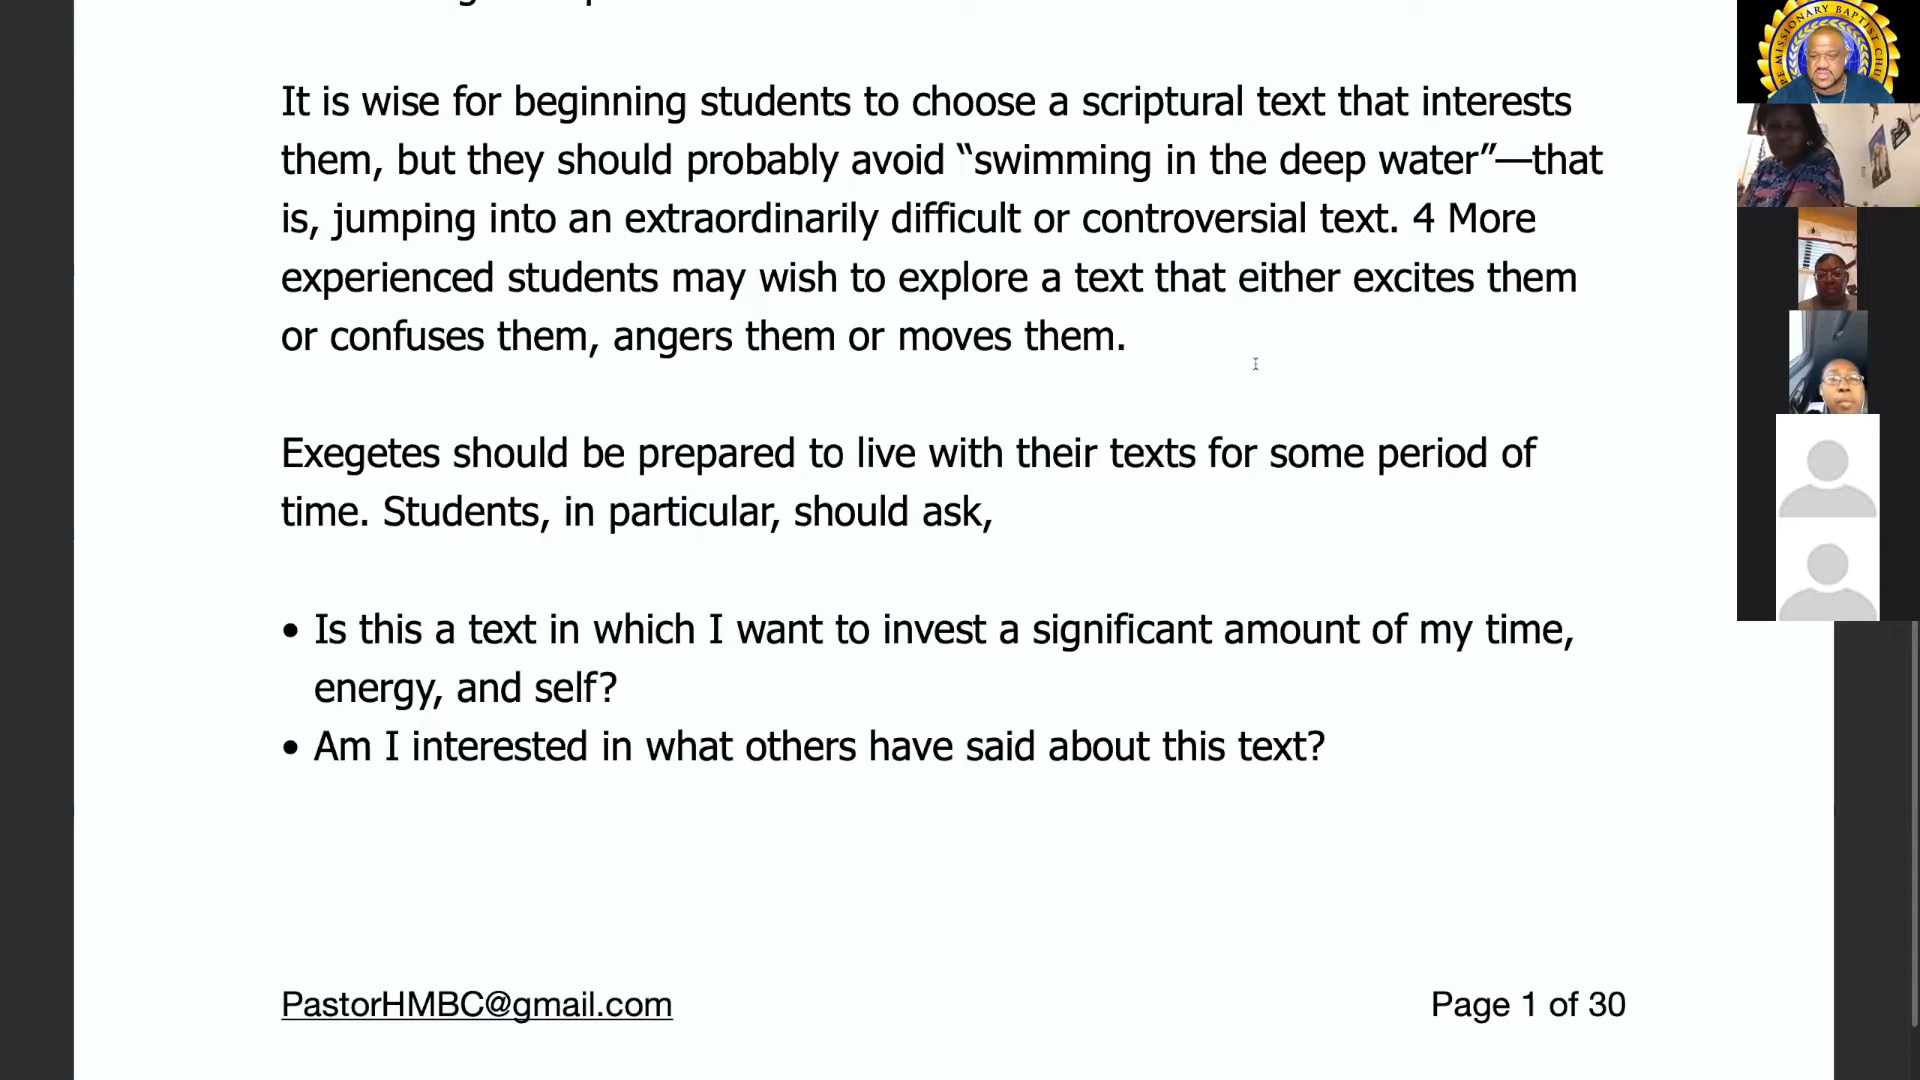 It is wise for beginning students to choose a scriptural text that interests
them, but they should probably avoid “swimming in the deep water”—that
is, jumping into an extraordinarily difficult or controversial text. 4 More
experienced students may wish to explore a text that either excites them
or confuses them, angers them or moves them.
Exegetes should be prepared to live with their texts for some period of
time. Students, in particular, should ask,
• Is this a text in which I want to invest a significant amount of my time,
energy, and self?
• Am I interested in what others have said about this text?
PastorHMBC@gmail.com
Page 1 of 30
MISSIONARY BAPTIST